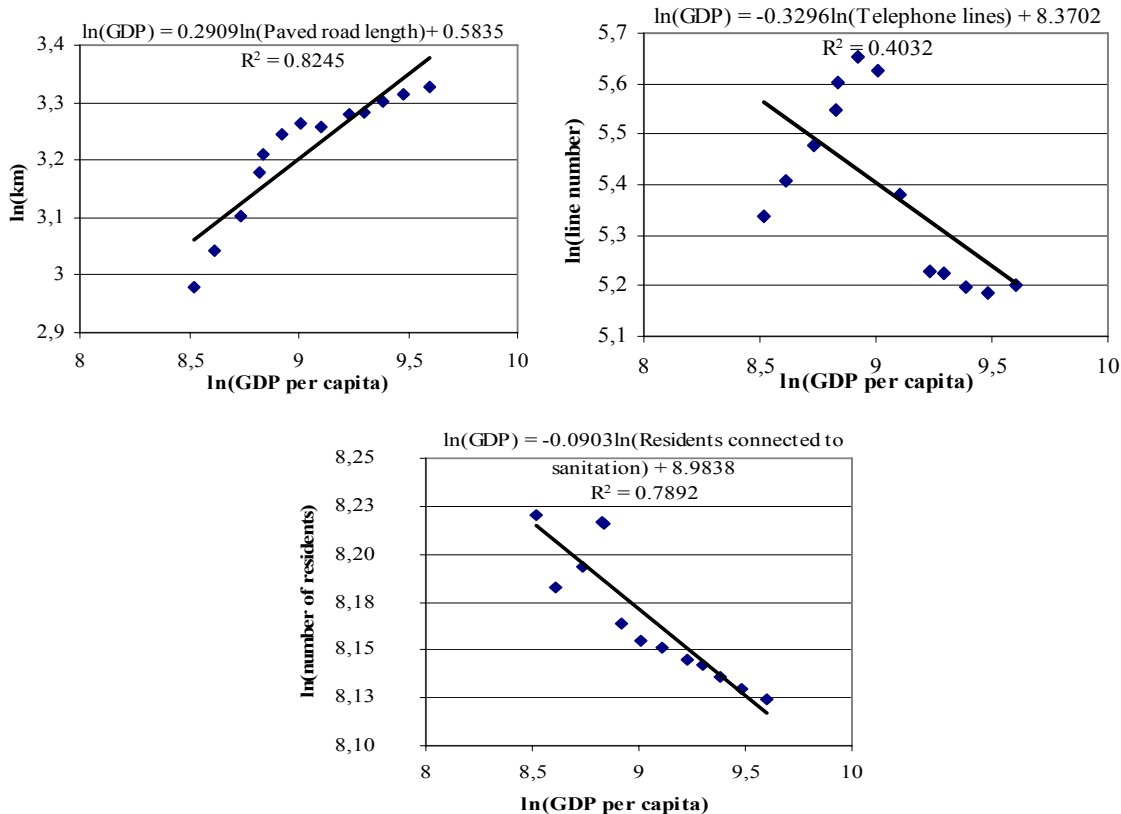 ln(GDP) = 0.2909ln(Paved road length)+ 0.5835
R² = 0.8245
3,4
3,3
3,2
3,1
3
2,9
ln(km)
8
8,5
9
9,5
10
ln(GDP per capita)
ln(GDP) = -0.3296ln(Telephone lines) + 8.3702
R² = 0.4032
5,7
5,6
5,5
5,4
5,3
5,2
5,1
ln(line number)
8
8,5
9
9,5
10
ln(GDP per capita)
ln(GDP) = -0.0903ln(Residents connected to
sanitation) + 8.9838
R² = 0.7892
8,25
8,23
8,20
8,18
8,15
8,13
8,10
ln(number of residents)
8
8,5
9
9,5
10
ln(GDP per capita)